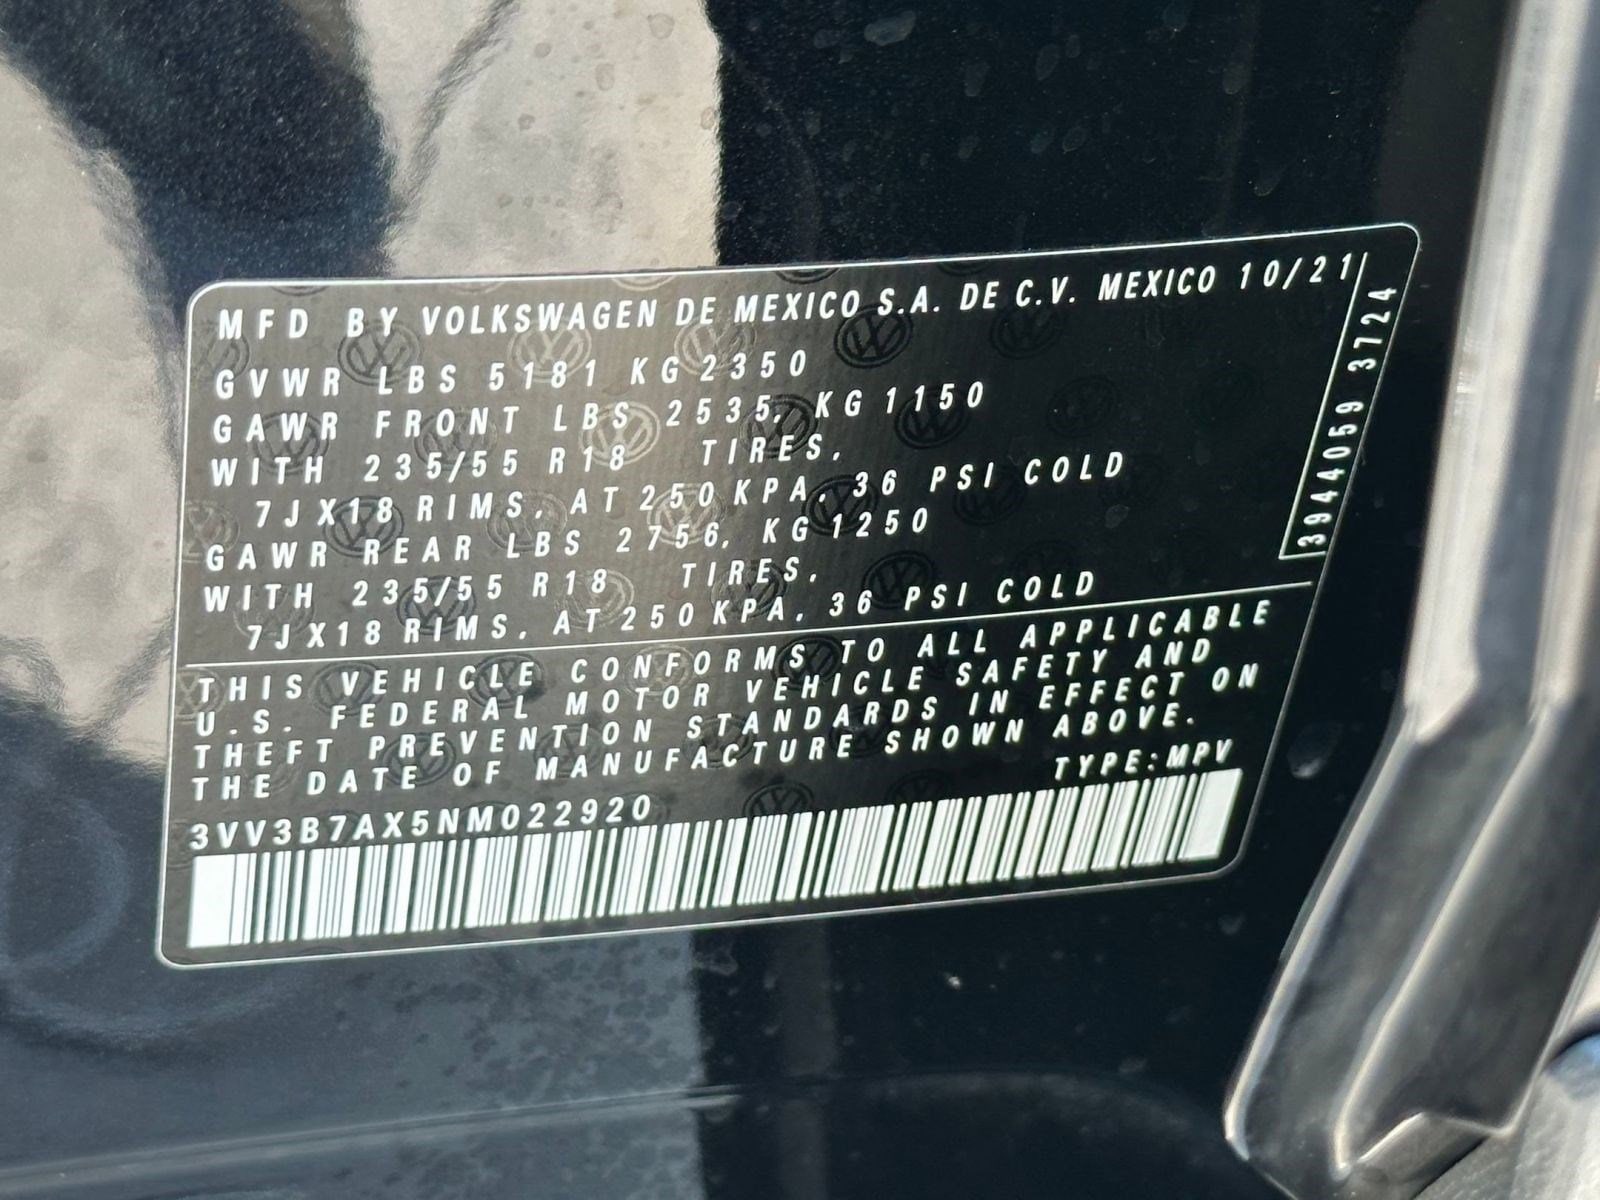 MFD BY VOLKSWAGEN DE MEXICO S.A. DE C.V. MEXICO 10/21
GVWR LBS 5181 KG 2350
GAWR FRONT LBS 2535, KG 1150
WITH 235/55 R18 TIRES,
7JX18 RIMS, AT 250 KPA, 36 PSI COLD
GAWR REAR LBS 2756, KG 1250
WITH 235/55 R18 TIRES,
7JX18 RIMS, AT 250 KPA, 36 PSI COLD
3944059 3724
THIS VEHICLE CONFORMS TO ALL APPLICABLE
U.S. FEDERAL MOTOR VEHICLE SAFETY AND
THEFT PREVENTION STANDARDS IN EFFECT ON
THE DATE OF MANUFACTURE SHOWN ABOVE.
TYPE:MPV
3VV3B7AX5NM022920